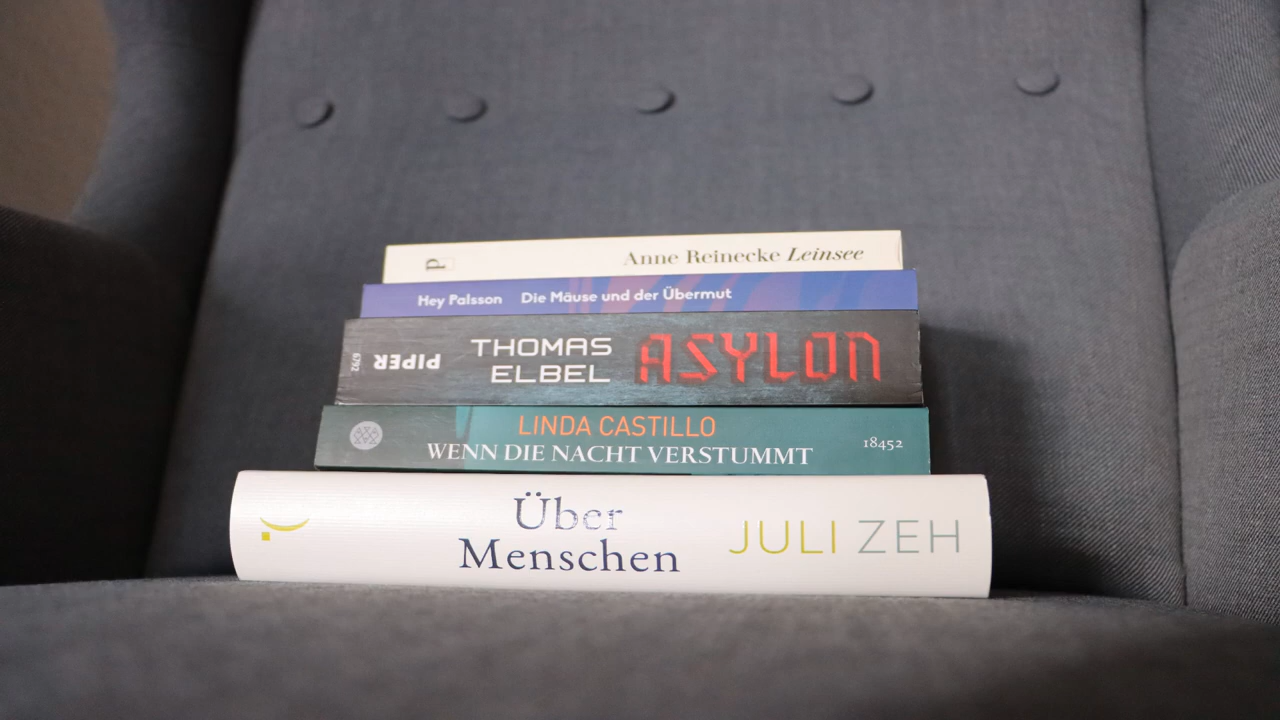 P
Anne Reinecke Leinsee
Hey Palsson Die Mäuse und der Übermut
6792
PIPER
THOMAS
ELBEL
ASYLON
LINDA CASTILLO
WENN DIE NACHT VERSTUMMT
18452
Über
Menschen
JULI ZEH